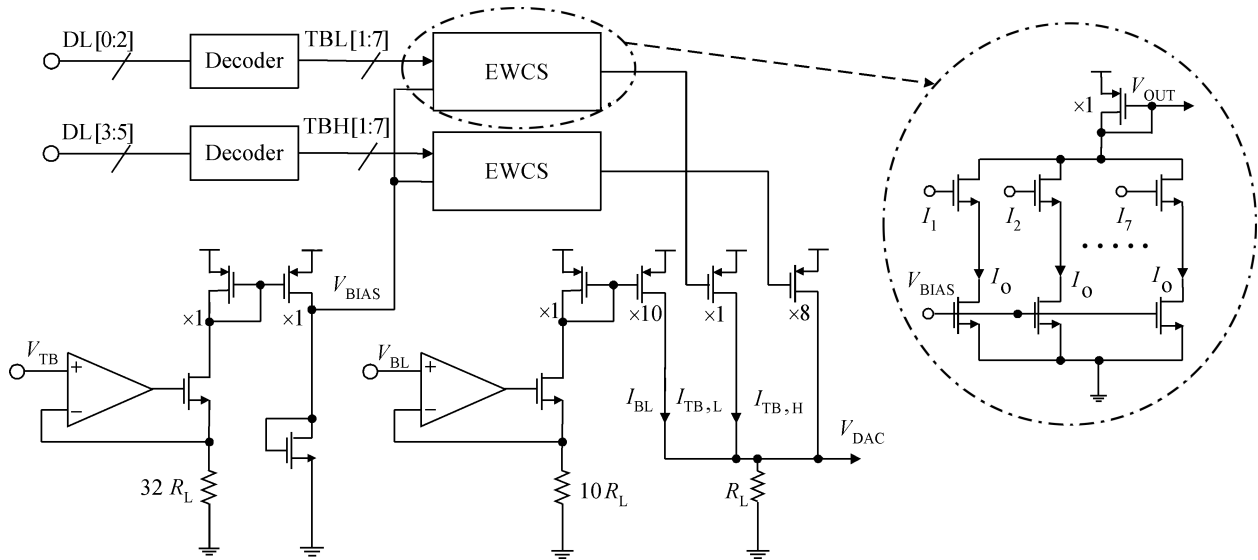 DL[0:2]
Decoder
TBL[1:7]
EWCS
DL[3:5]
Decoder
TBH[1:7]
EWCS
×1
V_OUT
I_1
I_2
I_7
V_BIAS
I_O
I_O
I_O
×1
×1
V_BIAS
×1
×10
×1
×8
V_TB
+
−
V_BL
+
−
I_BL
I_TB,L
I_TB,H
V_DAC
32 R_L
10R_L
R_L